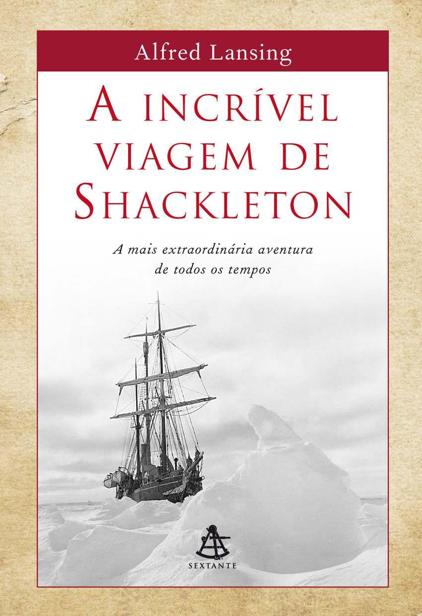 Alfred Lansing
A INCRÍVEL
VIAGEM DE
SHACKLETON
A mais extraordinária aventura
de todos os tempos
SEXTANTE